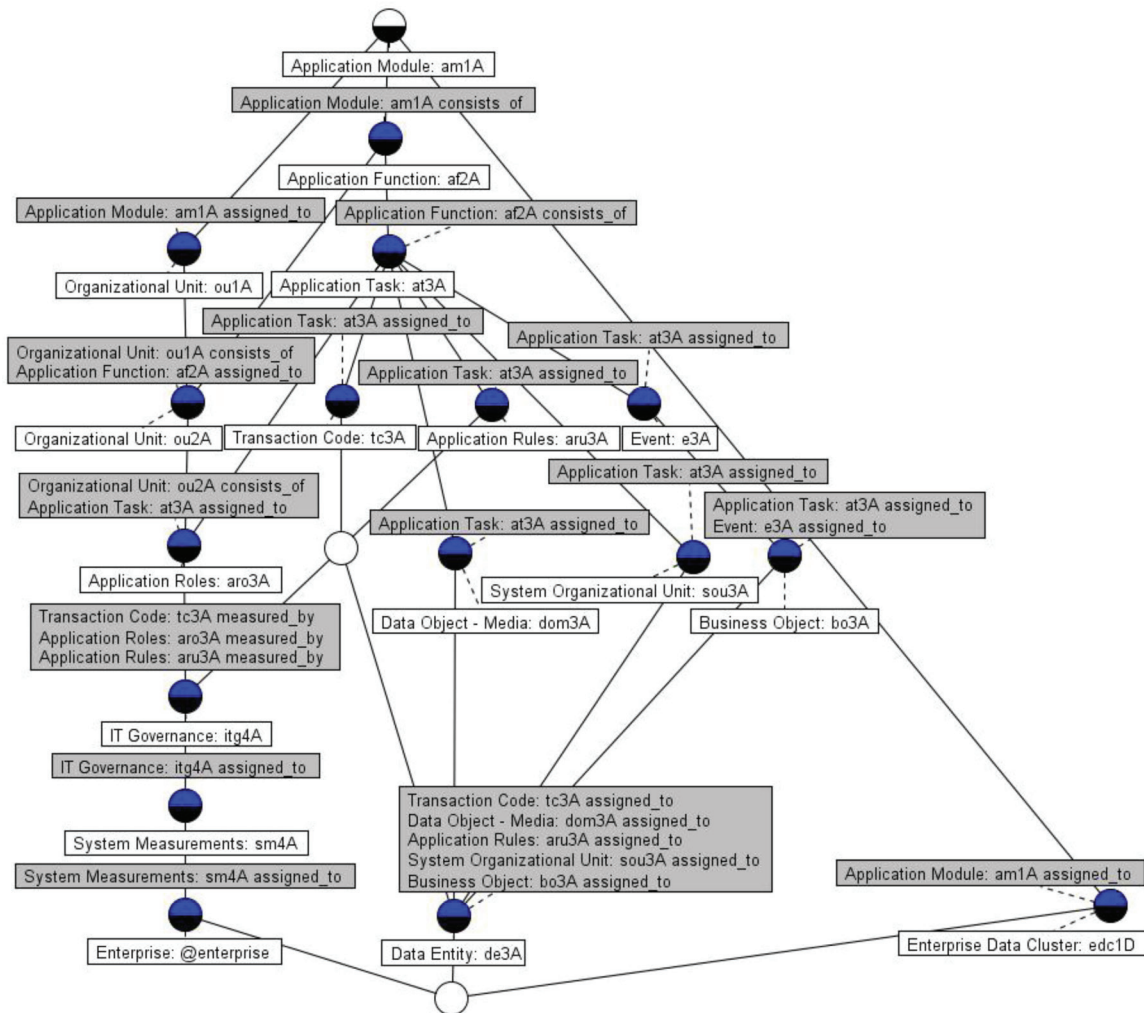 Application Module: am1A
Application Module: am1A consists_of
Application Function: af2A
Application Module: am1A assigned_to
Application Function: af2A consists_of
Organizational Unit: ou1A
Application Task: at3A
Application Task: at3A assigned_to
Application Task: at3A assigned_to
Organizational Unit: ou1A consists_of
Application Function: af2A assigned_to
Application Task: at3A assigned_to
Organizational Unit: ou2A
Transaction Code: tc3A
Application Rules: aru3A
Event: e3A
Application Task: at3A assigned_to
Organizational Unit: ou2A consists_of
Application Task: at3A assigned_to
Application Task: at3A assigned_to
Event: e3A assigned_to
Application Task: at3A assigned_to
Application Roles: aro3A
System Organizational Unit: sou3A
Data Object - Media: dom3A
Business Object: bo3A
Transaction Code: tc3A measured_by
Application Roles: aro3A measured_by
Application Rules: aru3A measured_by
IT Governance: itg4A
IT Governance: itg4A assigned_to
Transaction Code: tc3A assigned_to
Data Object - Media: dom3A assigned_to
Application Rules: aru3A assigned_to
System Organizational Unit: sou3A assigned_to
Business Object: bo3A assigned_to
System Measurements: sm4A
System Measurements: sm4A assigned_to
Application Module: am1A assigned_to
Enterprise: @enterprise
Data Entity: de3A
Enterprise Data Cluster: edc1D